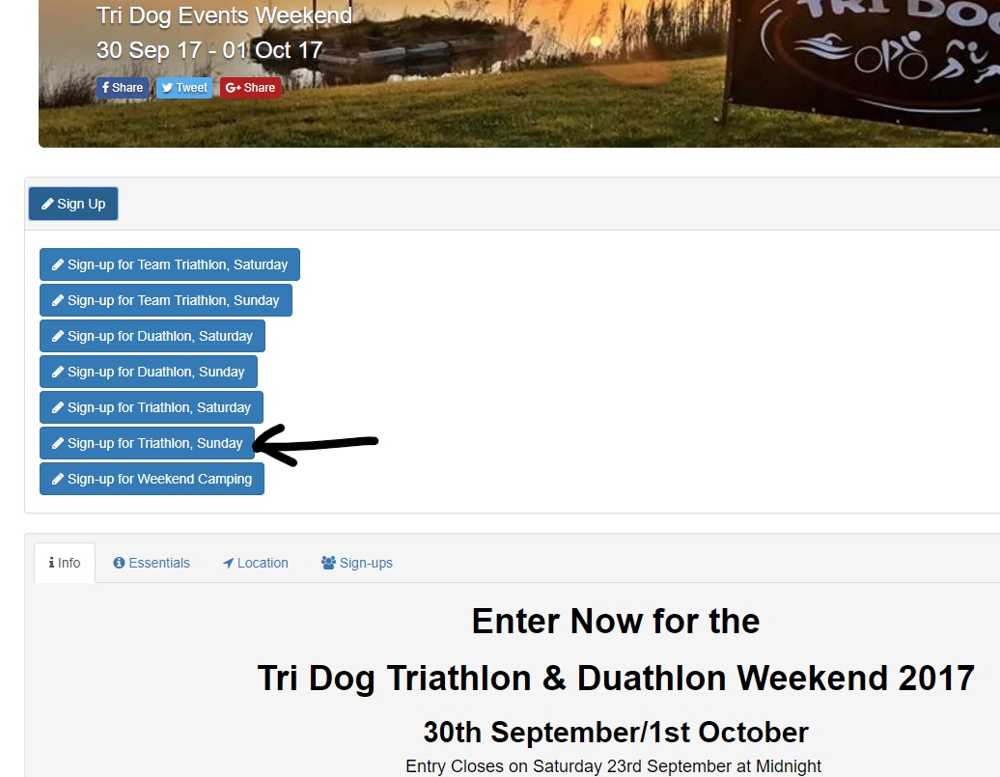 TRI DOG
Tri Dog Events Weekend
30 Sep 17 - 01 Oct 17
Share Tweet G+ Share
Sign Up
Sign-up for Team Triathlon, Saturday
Sign-up for Team Triathlon, Sunday
Sign-up for Duathlon, Saturday
Sign-up for Duathlon, Sunday
Sign-up for Triathlon, Saturday
Sign-up for Triathlon, Sunday
Sign-up for Weekend Camping
Info Essentials Location Sign-ups
Enter Now for the
Tri Dog Triathlon & Duathlon Weekend 2017
30th September/1st October
Entry Closes on Saturday 23rd September at Midnight